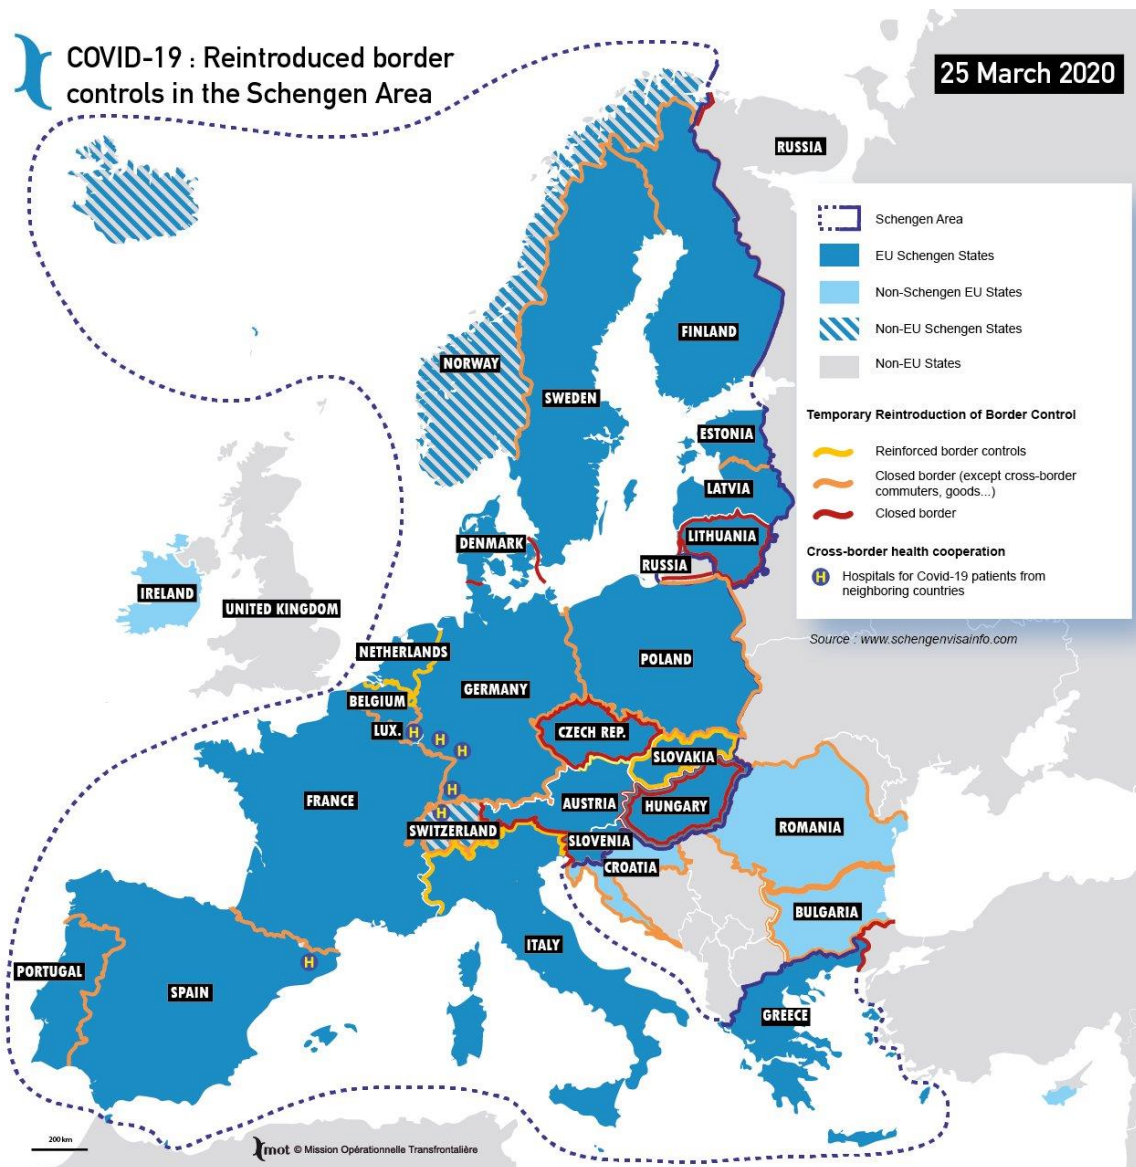 COVID-19 : Reintroduced border
controls in the Schengen Area
25 March 2020
RUSSIA
Schengen Area
EU Schengen States
Non-Schengen EU States
Non-EU Schengen States
Non-EU States
Temporary Reintroduction of Border Control
Reinforced border controls
Closed border (except cross-border
commuters, goods...)
Closed border
Cross-border health cooperation
H
Hospitals for Covid-19 patients from
neighboring countries
Source : www.schengenvisainfo.com
FINLAND
NORWAY
SWEDEN
ESTONIA
LATVIA
LITHUANIA
DENMARK
RUSSIA
IRELAND
UNITED KINGDOM
NETHERLANDS
POLAND
GERMANY
BELGIUM
LUX.
H
H
H
CZECH REP.
SLOVAKIA
H
FRANCE
AUSTRIA
HUNGARY
H
SWITZERLAND
ROMANIA
SLOVENIA
CROATIA
BULGARIA
ITALY
H
PORTUGAL
SPAIN
GREECE
200 km
mot © Mission Opérationnelle Transfrontalière